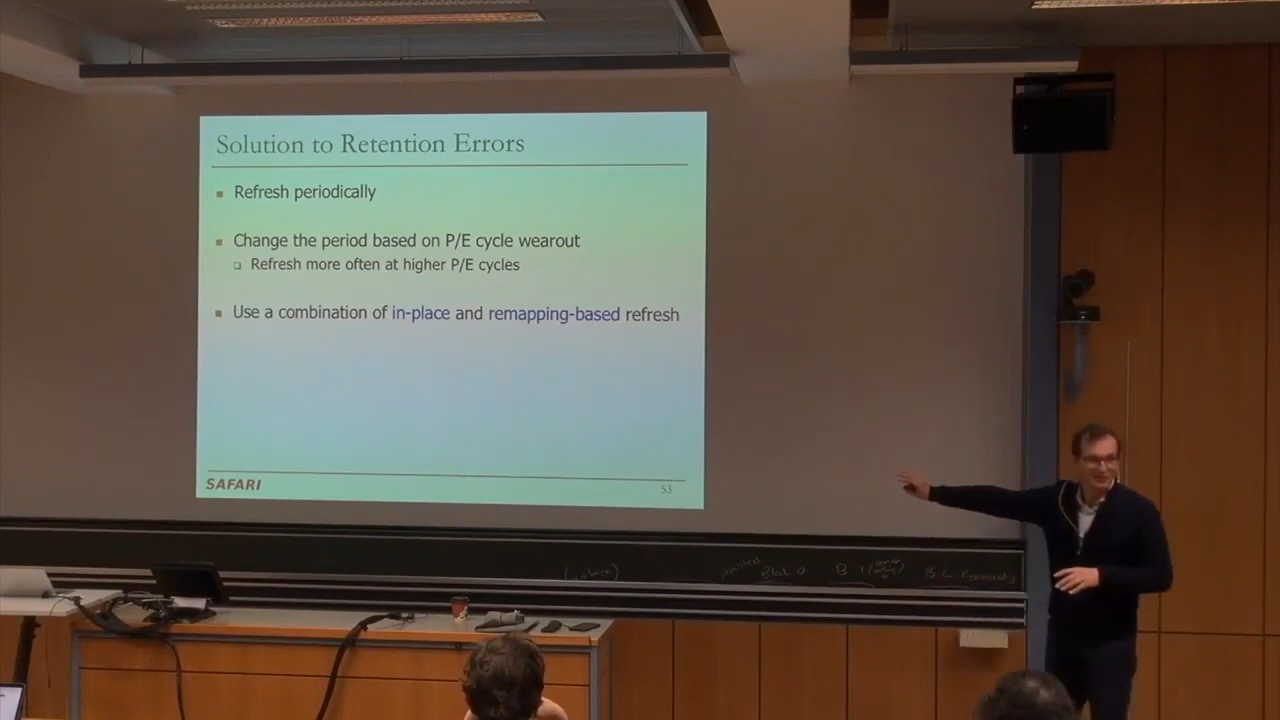 Solution to Retention Errors
Refresh periodically
Change the period based on P/E cycle wearout
Refresh more often at higher P/E cycles
Use a combination of in-place and remapping-based refresh
SAFARI
53